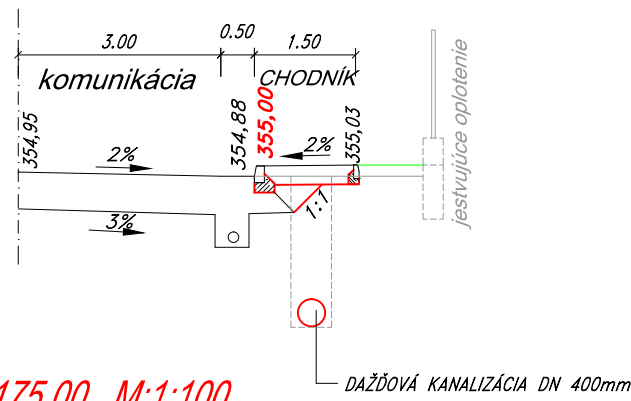 3.00 0.50 1.50
komunikácia CHODNÍK
354,95
354,88
355,00
355,03
2% 2%
3%
1:1
jestvujúce oplotenie
DAŽĎOVÁ KANALIZÁCIA DN 400mm
175.00 M:1:100